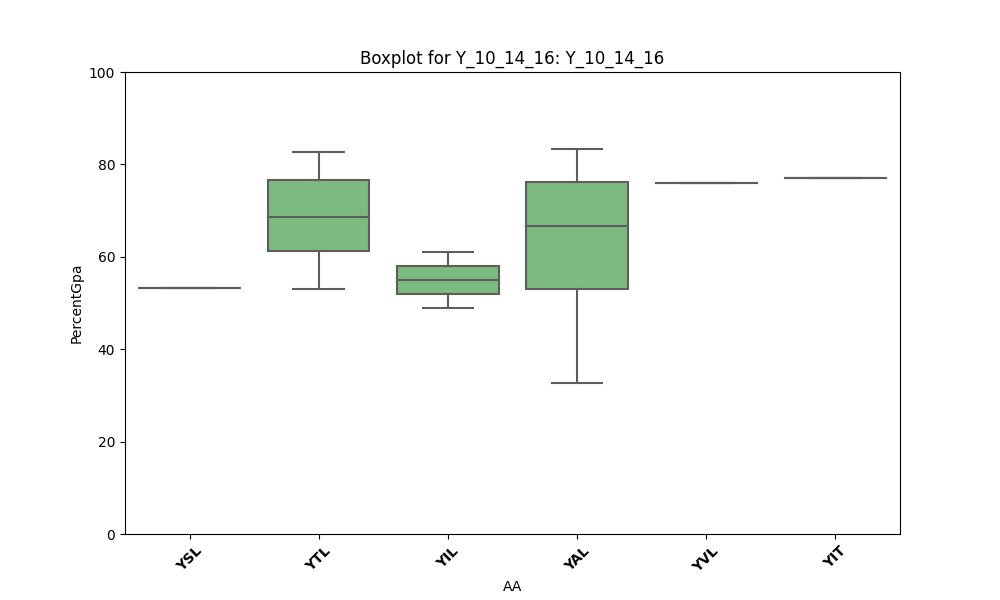 Boxplot for Y_10_14_16: Y_10_14_16
100
80
60
40
20
0
PercentGpa
YSL
YTL
YIL
YAL
YVL
YIT
AA